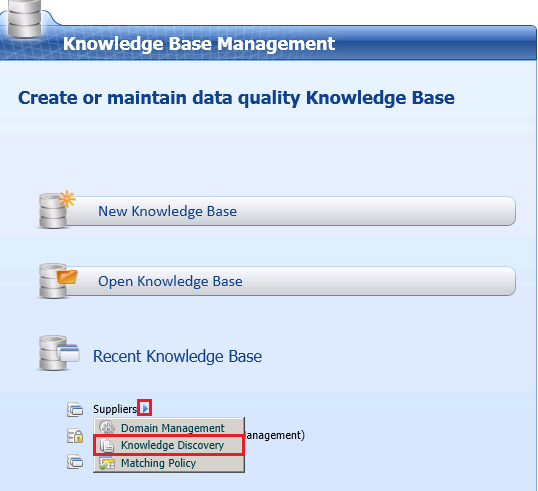 Knowledge Base Management
Create or maintain data quality Knowledge Base
New Knowledge Base
Open Knowledge Base
Recent Knowledge Base
Suppliers
Domain Management
anagement)
Knowledge Discovery
Matching Policy